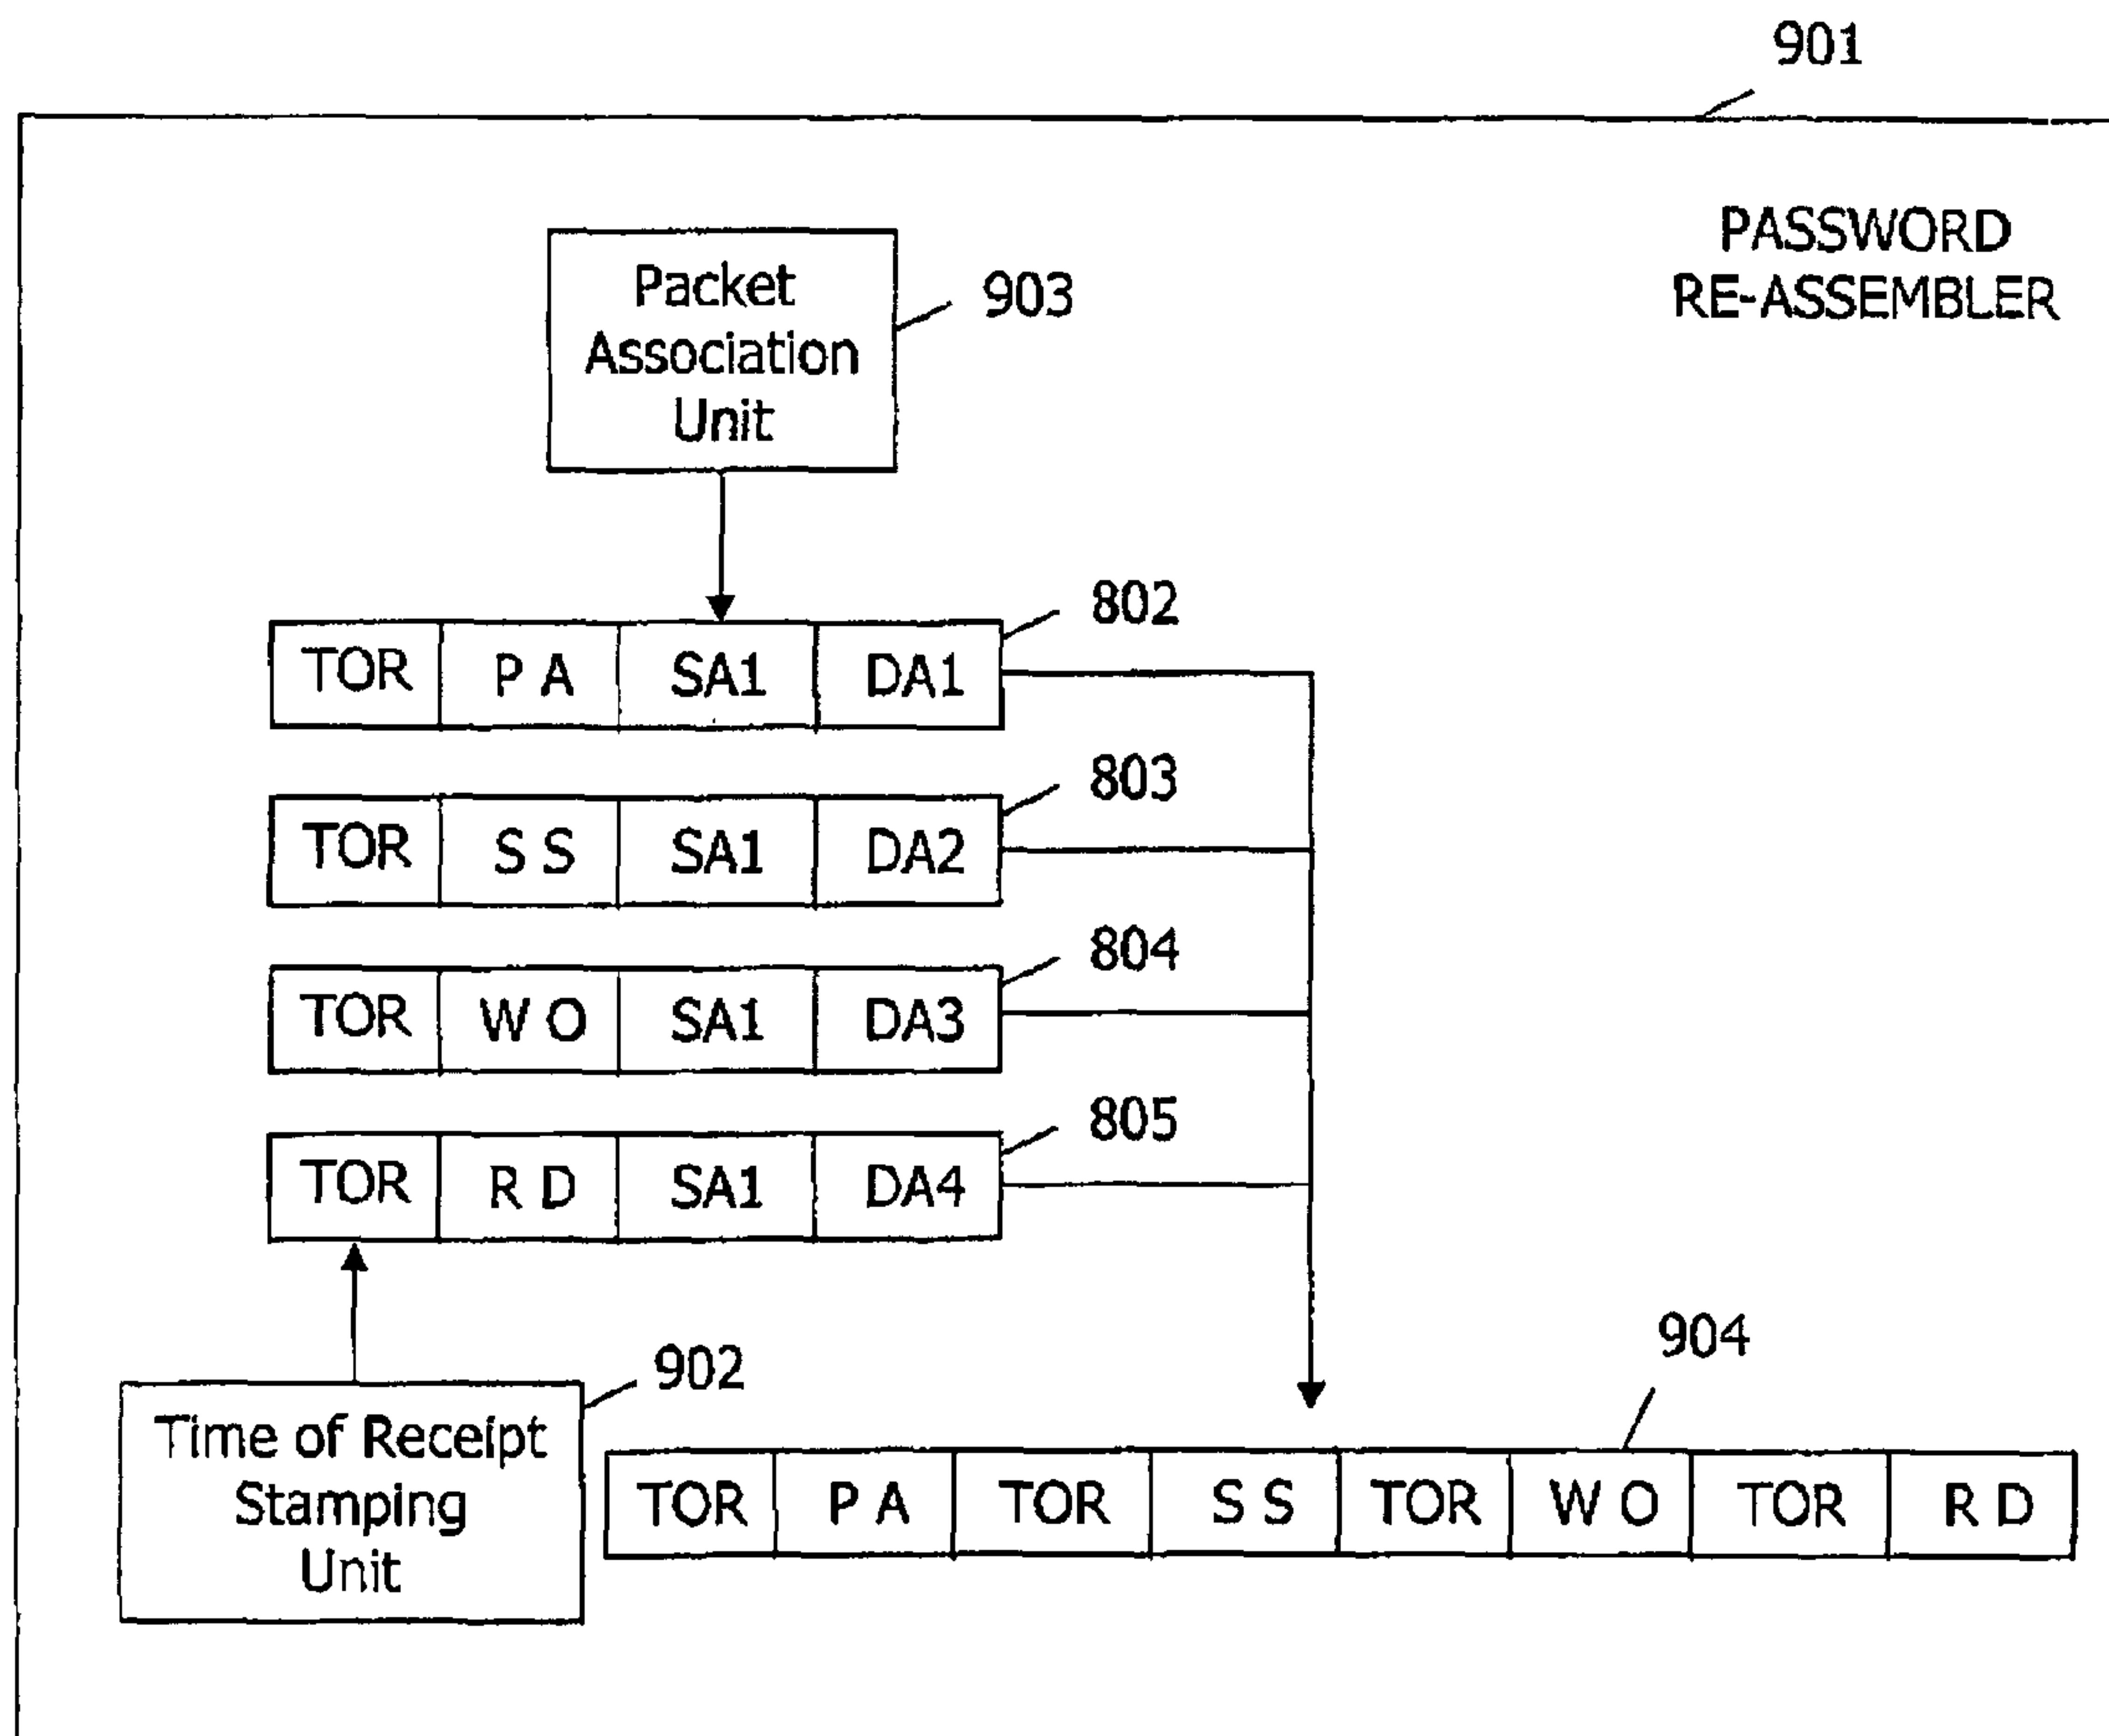 901
PASSWORD
RE-ASSEMBLER
Packet
Association
Unit
903
802
TOR P A SA1 DA1
803
TOR S S SA1 DA2
804
TOR W O SA1 DA3
805
TOR R D SA1 DA4
902
Time of Receipt
Stamping
Unit
904
TOR P A TOR S S TOR W O TOR R D